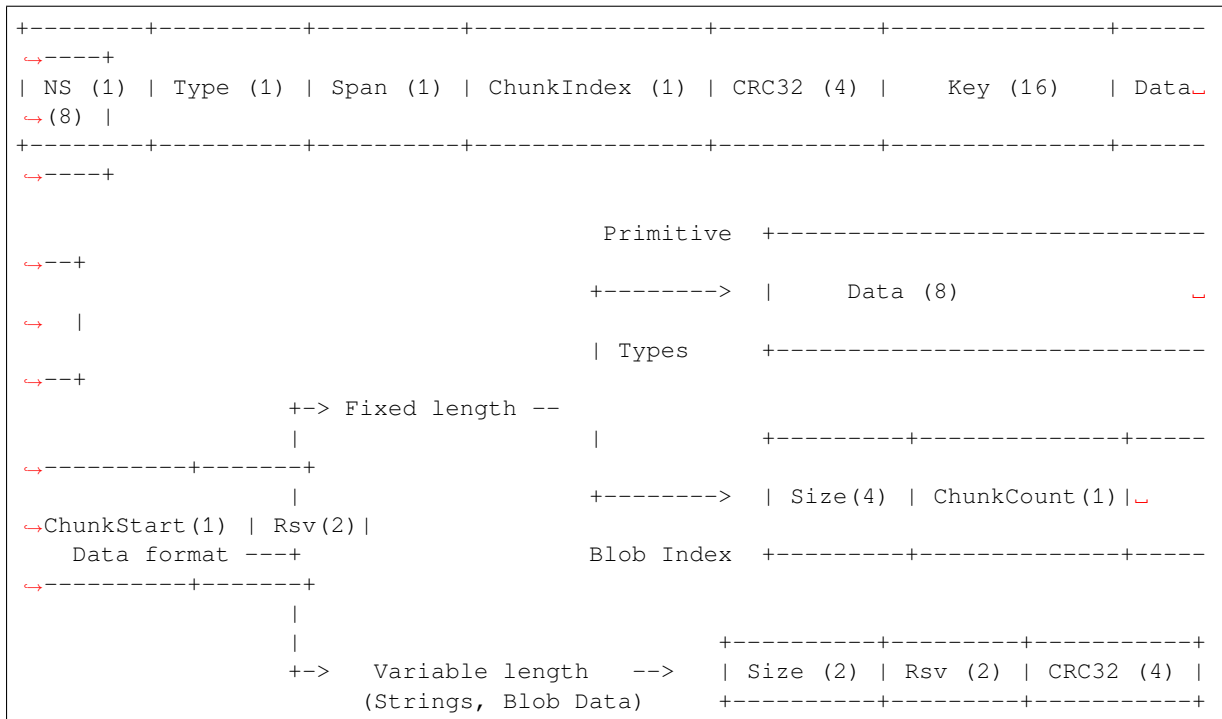 +--------+----------+----------+----------------+-----------+---------------+------
↪----+
| NS (1) | Type (1) | Span (1) | ChunkIndex (1) | CRC32 (4) |    Key (16)   | Data␣
↪(8) |
+--------+----------+----------+----------------+-----------+---------------+------
↪----+
                                         Primitive  +------------------------------
↪--+
                                        +-------->  |     Data (8)                ␣
↪  |
                                        | Types     +------------------------------
↪--+
                   +-> Fixed length --
                   |                    |           +---------+--------------+-----
↪----------+-------+
                   |                    +-------->  | Size(4) | ChunkCount(1)|␣
↪ChunkStart(1) | Rsv(2)|
    Data format ---+                    Blob Index  +---------+--------------+-----
↪----------+-------+
                   |
                   |                             +----------+---------+-----------+
                   +->   Variable length   -->   | Size (2) | Rsv (2) | CRC32 (4) |
                        (Strings, Blob Data)     +----------+---------+-----------+